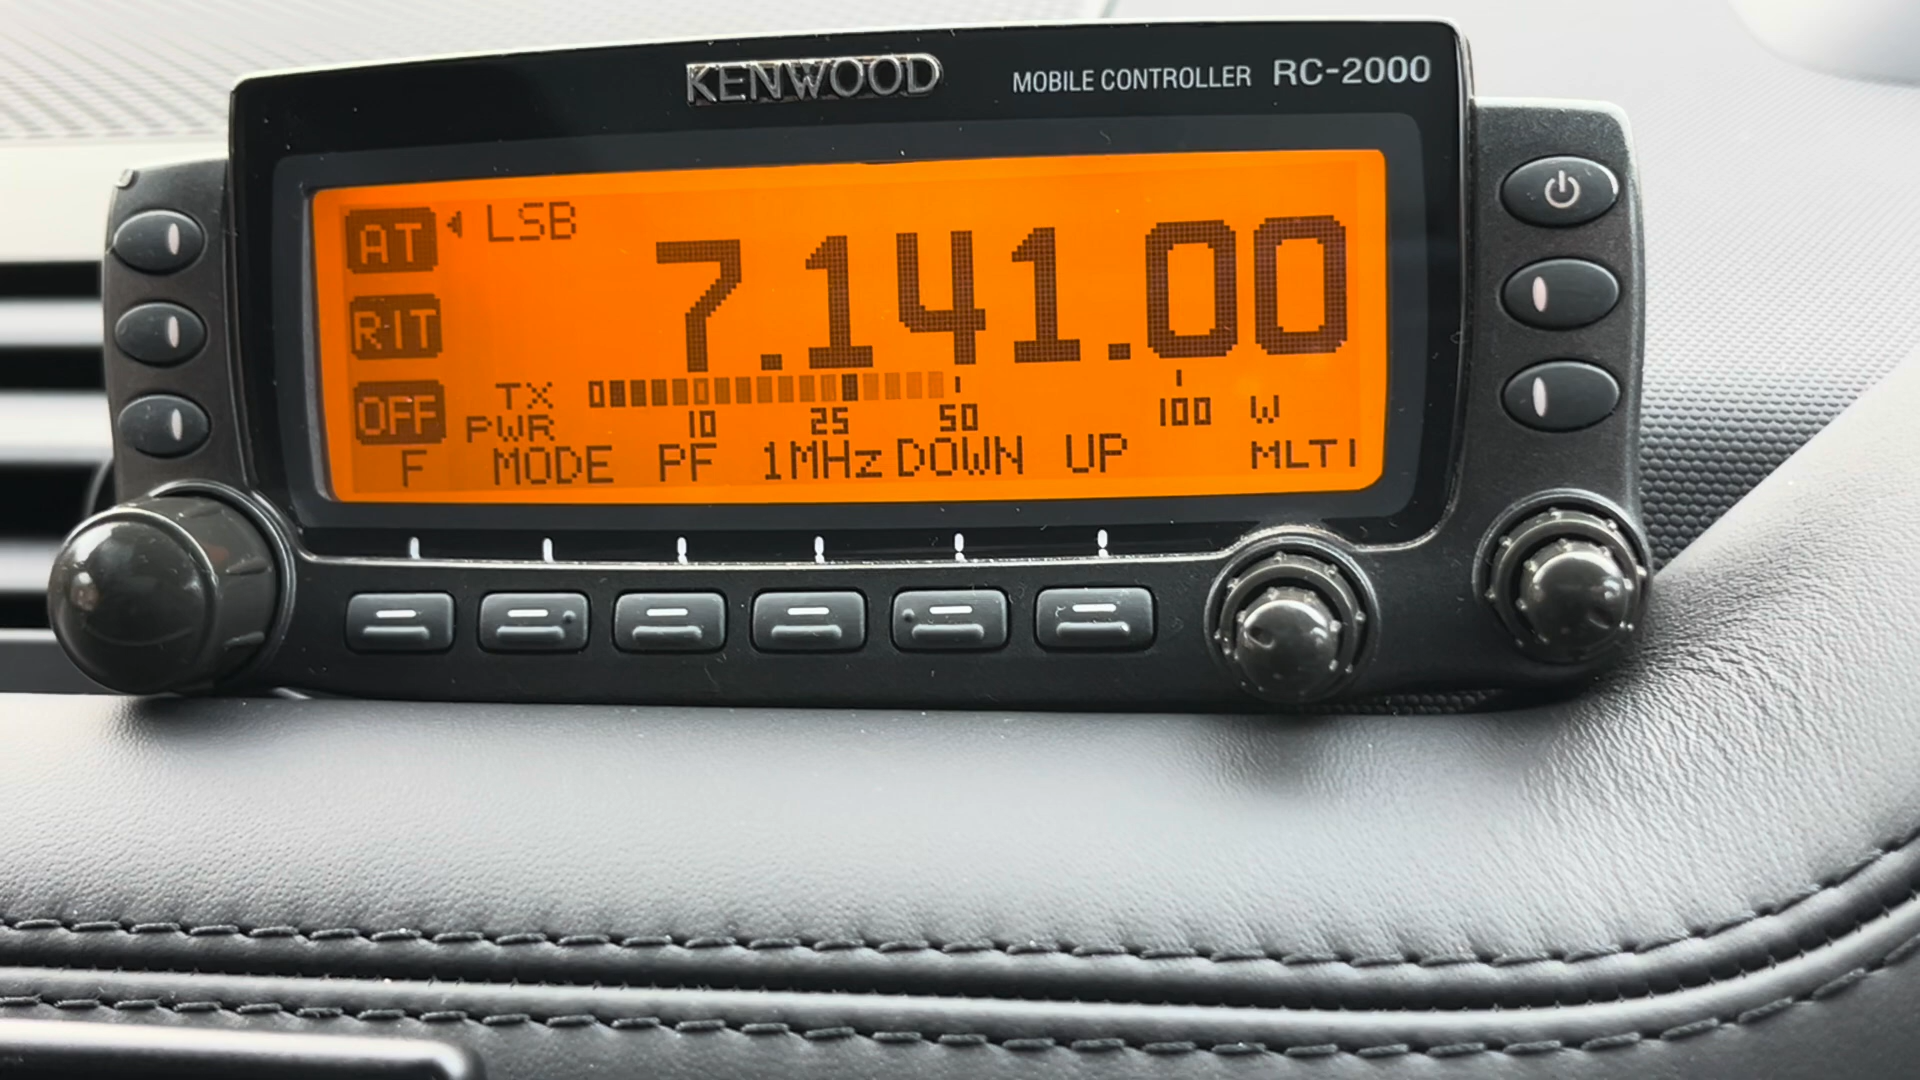 KENWOOD MOBILE CONTROLLER RC-2000
AT LSB 7.141.00
RIT
TX 0
OFF PWR 10 25 50 100 W
F MODE PF 1MHz DOWN UP MLTI